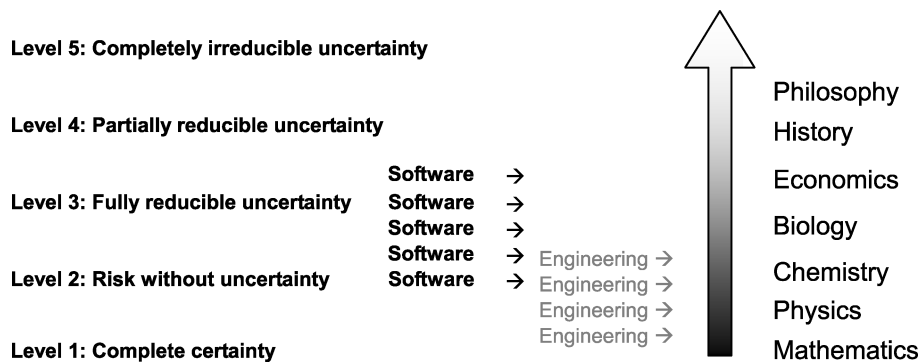 Level 5: Completely irreducible uncertainty
Philosophy
Level 4: Partially reducible uncertainty
History
Software →
Economics
Level 3: Fully reducible uncertainty Software →
Software →
Biology
Software →
Engineering →
Level 2: Risk without uncertainty Software →
Chemistry
Engineering →
Engineering →
Physics
Engineering →
Level 1: Complete certainty
Mathematics